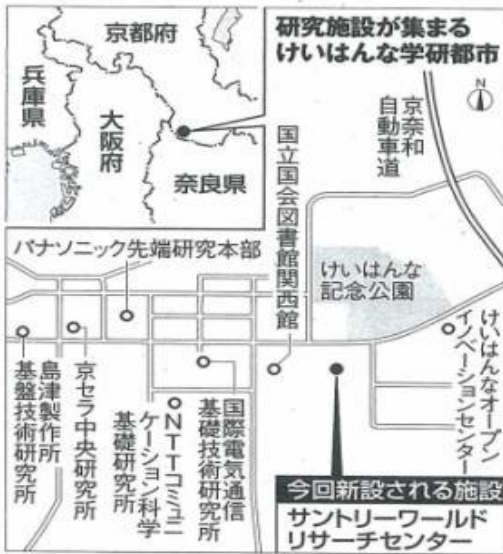 研究施設が集まる
けいはんな学研都市
京都府
兵庫県
大阪府
奈良県
N
京奈和
自動車道
国立国会図書館関西館
けいはんな
記念公園
パナソニック先端研究本部
けいはんなオープン
イノベーションセンター
国際電気通信
基礎技術研究所
NTTコミュニ
ケーション科学
基礎研究所
京セラ中央研究所
島津製作所
基盤技術研究所
今回新設される施設
サントリーワールド
リサーチセンター